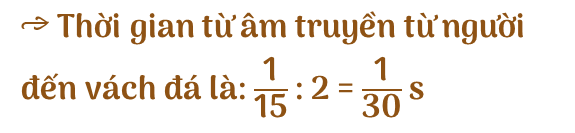 → Thời gian từ âm truyền từ người
đến vách đá là: 1/15 : 2 = 1/30 s